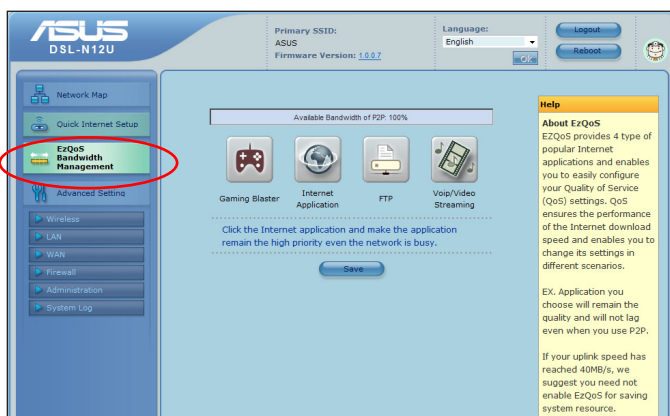 ASUS
DSL-N12U
Primary SSID:
ASUS
Firmware Version: 1.0.0.7
Language:
English
OK
Logout
Reboot
Network Map
Quick Internet Setup
EzQoS
Bandwidth
Management
Advanced Setting
Wireless
LAN
WAN
Firewall
Administration
System Log
Available Bandwidth of P2P: 100%
Gaming Blaster
Internet
Application
FTP
Voip/Video
Streaming
Click the Internet application and make the application
remain the high priority even the network is busy.
Save
Help
About EzQoS
EZQoS provides 4 type of
popular Internet
applications and enables
you to easily configure
your Quality of Service
(QoS) settings. QoS
ensures the performance
of the Internet download
speed and enables you to
change its settings in
different scenarios.
EX. Application you
choose will remain the
quality and will not lag
even when you use P2P.
If your uplink speed has
reached 40MB/s, we
suggest you need not
enable EzQoS for saving
system resource.